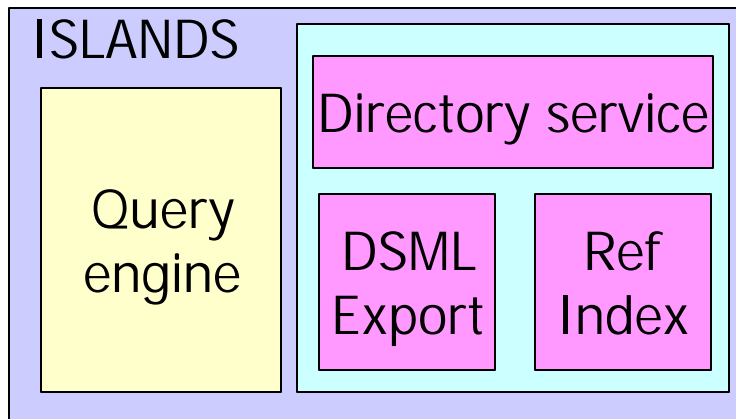 ISLANDS
Query
engine
Directory service
DSML
Export
Ref
Index